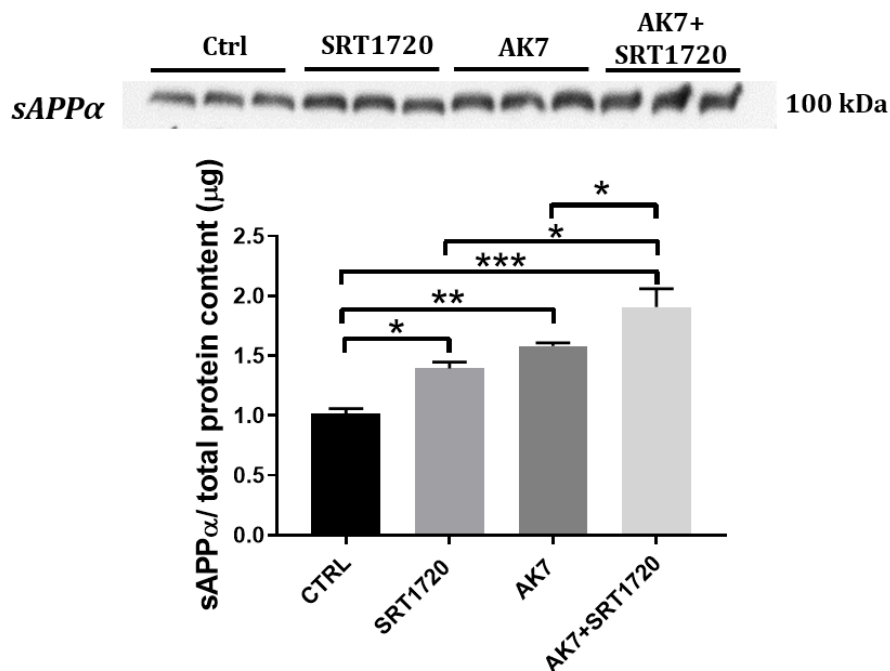 Ctrl
SRT1720
AK7
AK7+
SRT1720
sAPPα
100 kDa
sAPPα/ total protein content (μg)
2.5
2.0
1.5
1.0
0.5
0.0
*
*
***
**
*
CTRL
SRT1720
AK7
AK7+SRT1720